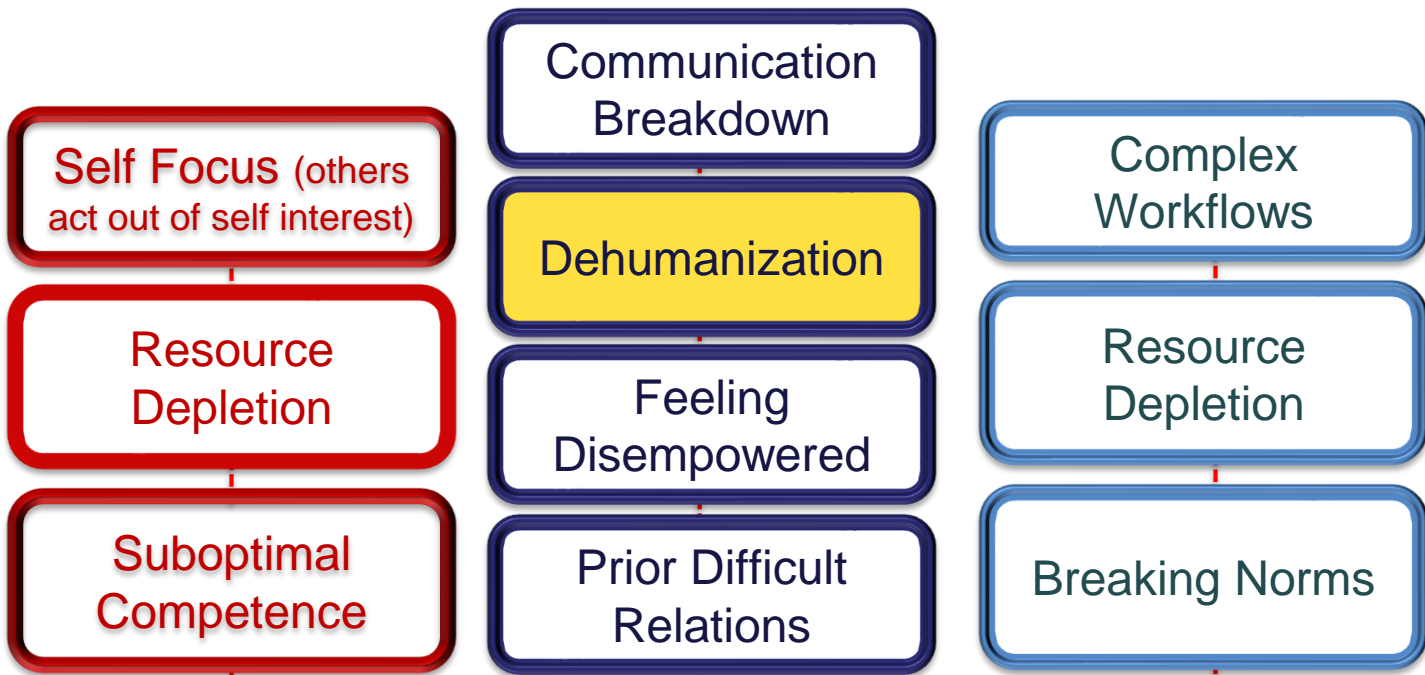 Self Focus (others
act out of self interest)
Resource
Depletion
Suboptimal
Competence
Communication
Breakdown
Dehumanization
Feeling
Disempowered
Prior Difficult
Relations
Complex
Workflows
Resource
Depletion
Breaking Norms